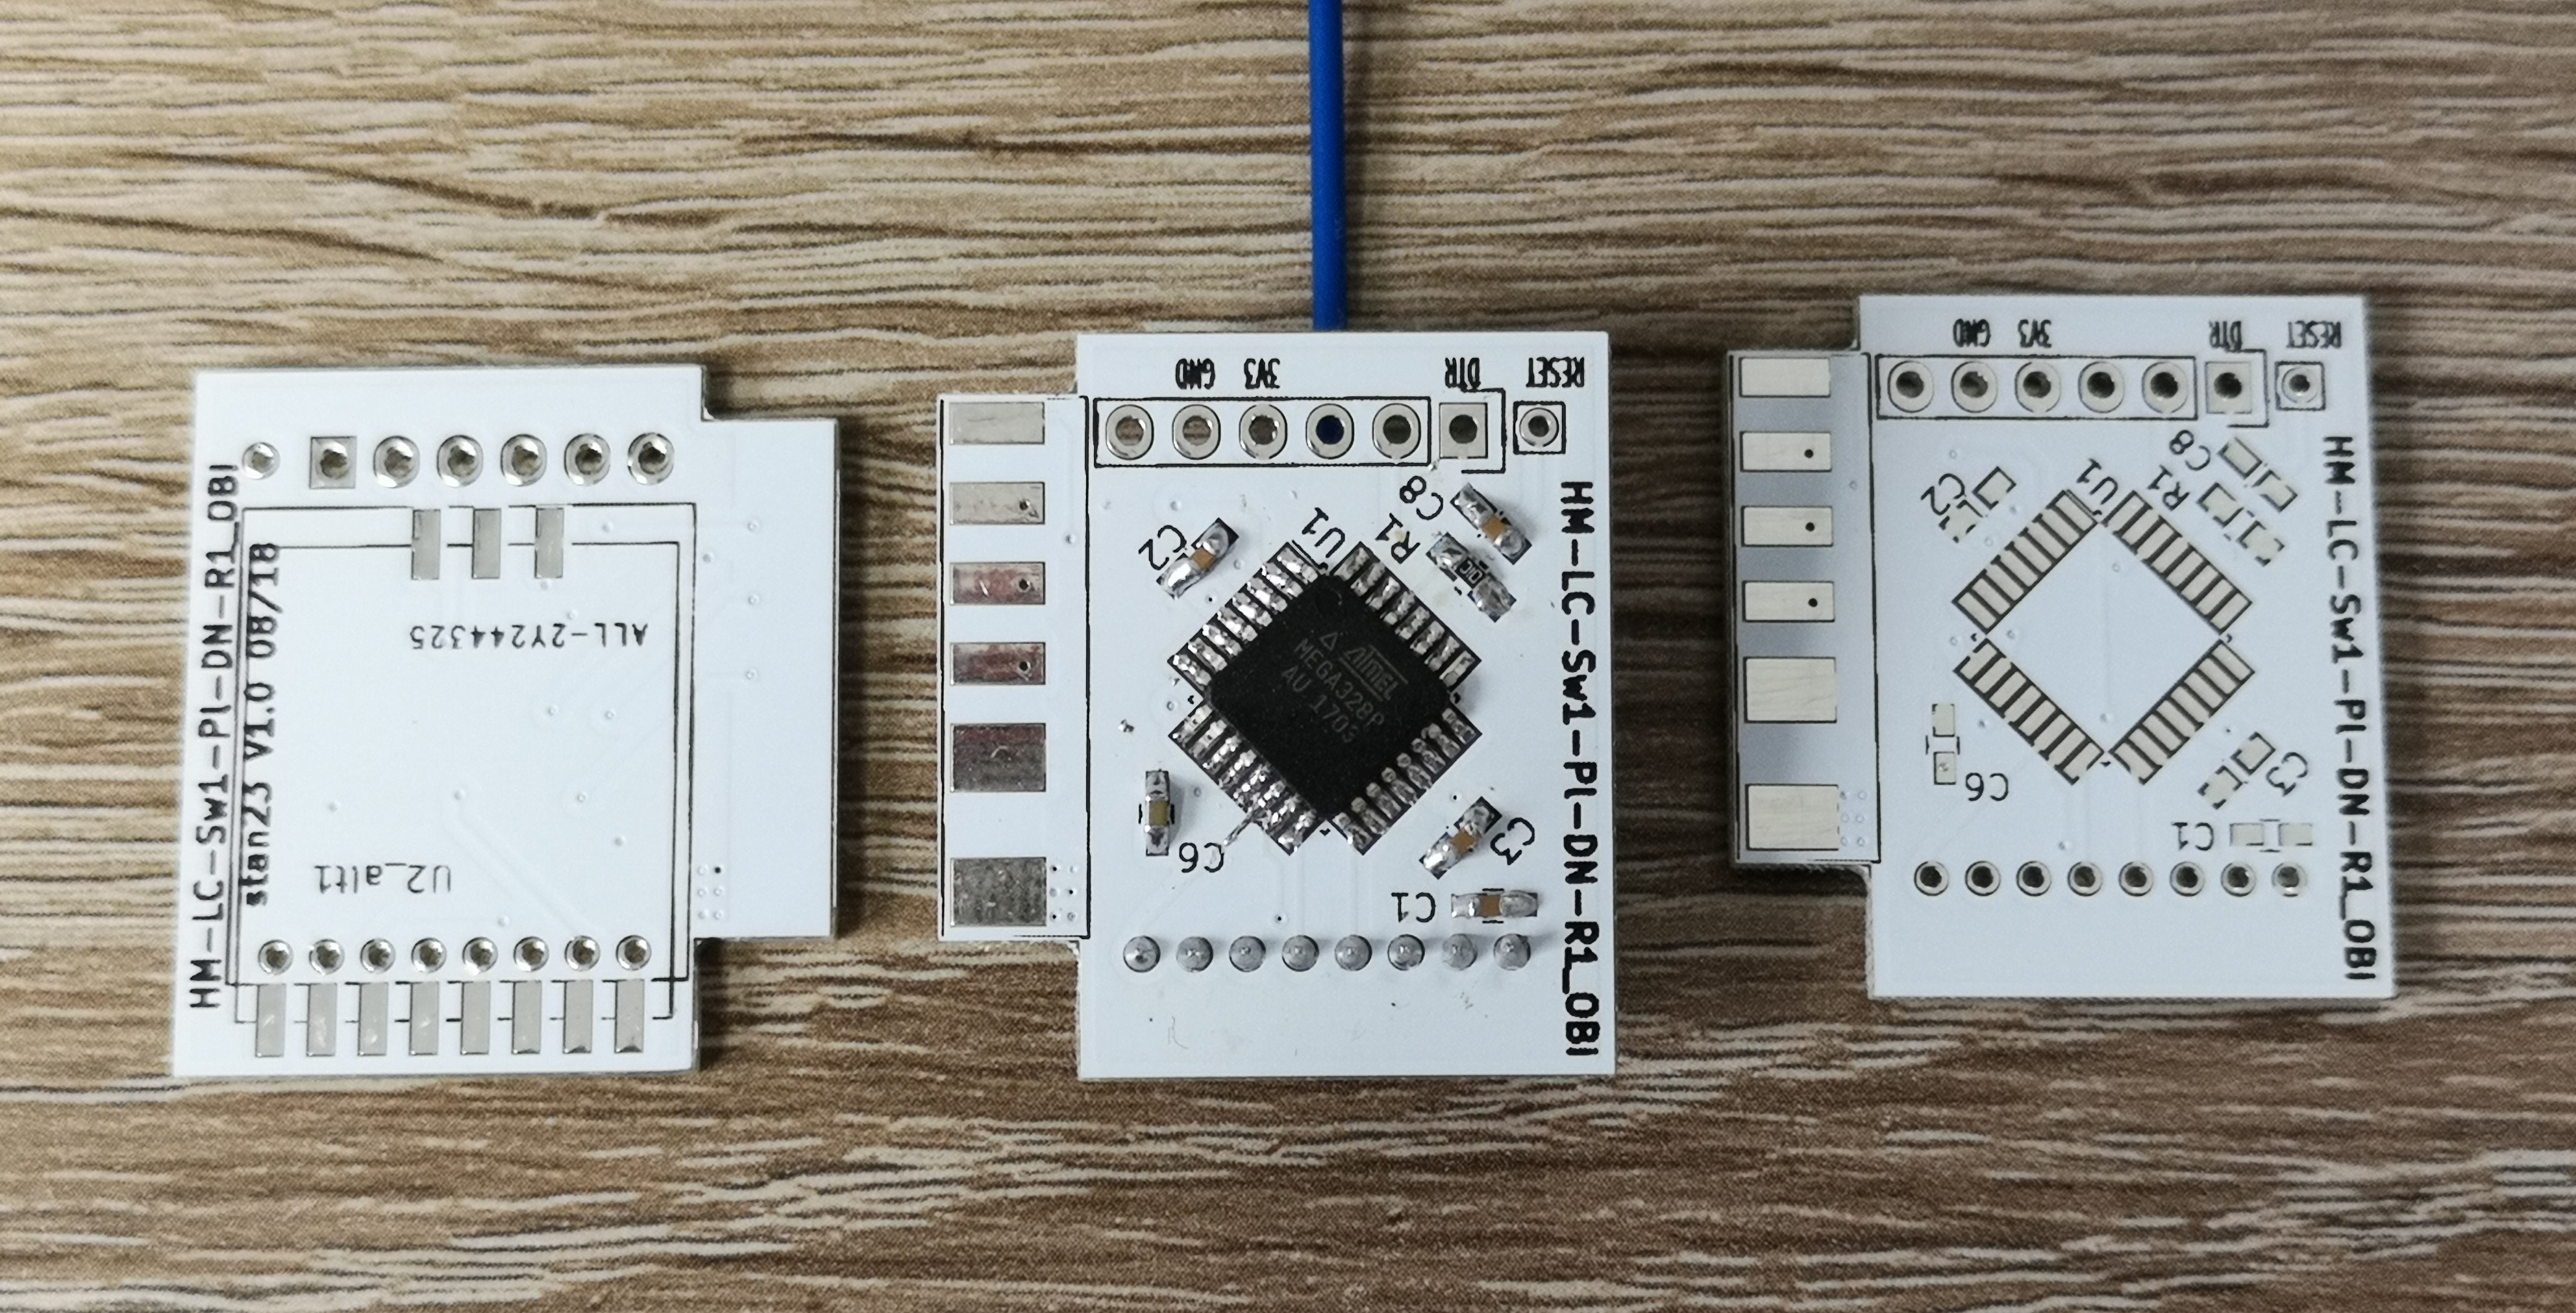 HM-LC-Sw1-PI-DN-R1_OBI
stan23 V1.0 08/18
ALL-2Y244325
U2_alt1
GND 3V3 DTR RESET
C2
U1
R1
C8
ATMEL
MEGA328P
AU 1703
C6
C3
C1
HM-LC-Sw1-PI-DN-R1_OBI
GND 3V3 DTR RESET
C2
U1
R1
C8
C6
C3
C1
HM-LC-Sw1-PI-DN-R1_OBI